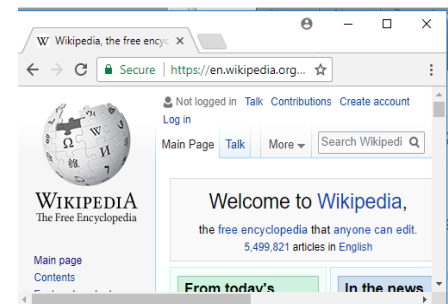 Wikipedia, the free ency
Secure | https://en.wikipedia.org...
Not logged in Talk Contributions Create account
Log in
Main Page Talk More Search Wikipedi
WIKIPEDIA
The Free Encyclopedia
Welcome to Wikipedia,
the free encyclopedia that anyone can edit.
5,499,821 articles in English
Main page
Contents
From today's
In the news